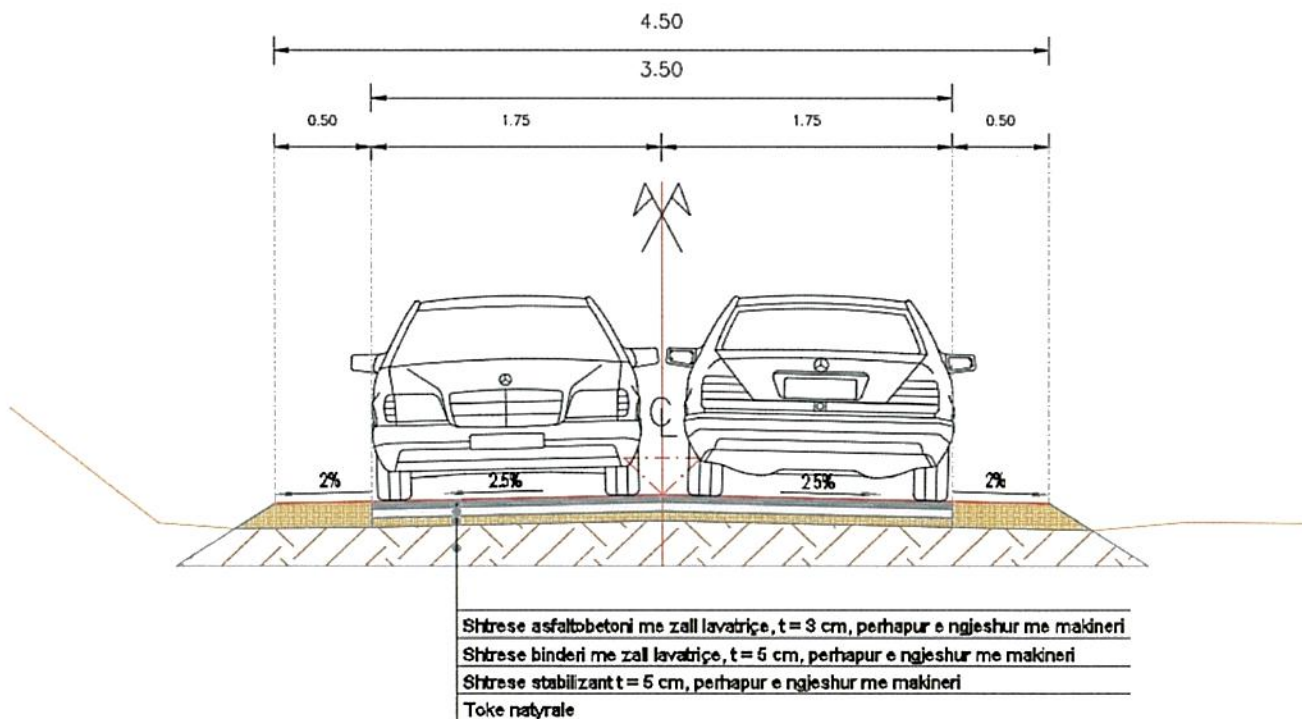 4.50
3.50
0.50 1.75 1.75 0.50
C L
2% 2.5% 2.5% 2%
Shtrese asfaltobetoni me zall lavatriçe, t = 3 cm, perhapur e ngjeshur me makineri
Shtrese binderi me zall lavatriçe, t = 5 cm, perhapur e ngjeshur me makineri
Shtrese stabilizant t = 5 cm, perhapur e ngjeshur me makineri
Toke natyrale